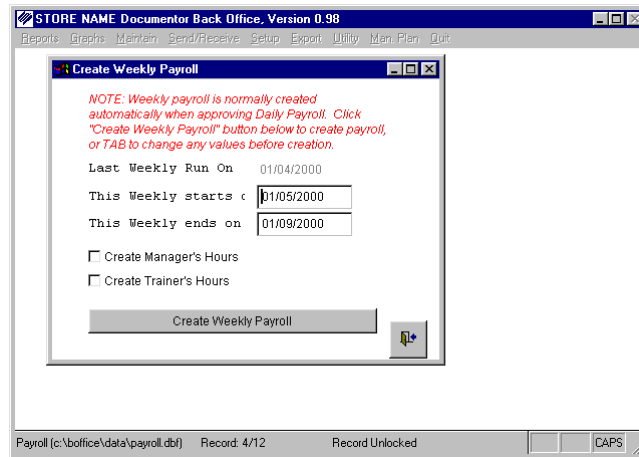 STORE NAME Documentor Back Office, Version 0.98
Reports Graphs Maintain Send/Receive Setup Export Utility Man. Plan Quit
Create Weekly Payroll
NOTE: Weekly payroll is normally created
automatically when approving Daily Payroll. Click
"Create Weekly Payroll" button below to create payroll,
or TAB to change any values before creation.
Last Weekly Run On 01/04/2000
This Weekly starts o 01/05/2000
This Weekly ends on 01/09/2000
Create Manager's Hours
Create Trainer's Hours
Create Weekly Payroll
Payroll (c:\boffice\data\payroll.dbf) Record: 4/12 Record Unlocked CAPS